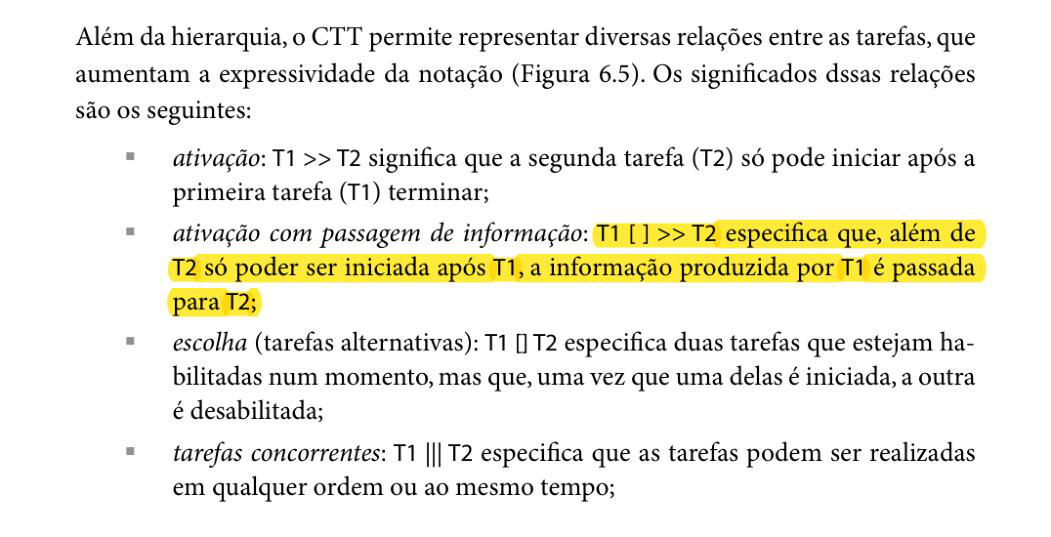 Além da hierarquia, o CTT permite representar diversas relações entre as tarefas, que
aumentam a expressividade da notação (Figura 6.5). Os significados dssas relações
são os seguintes:
▪ ativação: T1 >> T2 significa que a segunda tarefa (T2) só pode iniciar após a
primeira tarefa (T1) terminar;
▪ ativação com passagem de informação: T1 [ ] >> T2 especifica que, além de
T2 só poder ser iniciada após T1, a informação produzida por T1 é passada
para T2;
▪ escolha (tarefas alternativas): T1 [] T2 especifica duas tarefas que estejam ha-
bilitadas num momento, mas que, uma vez que uma delas é iniciada, a outra
é desabilitada;
▪ tarefas concorrentes: T1 ||| T2 especifica que as tarefas podem ser realizadas
em qualquer ordem ou ao mesmo tempo;